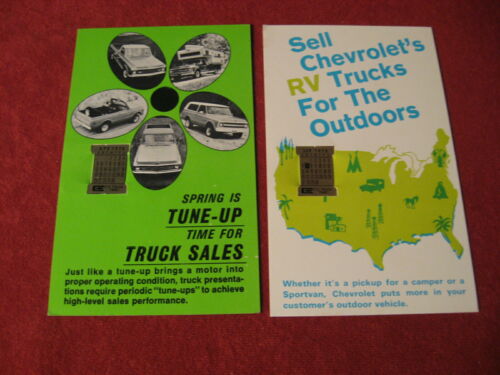 SPRING IS
TUNE-UP
TIME FOR
TRUCK SALES
Just like a tune-up brings a motor into
proper operating condition, truck presenta-
tions require periodic "tune-ups" to achieve
high-level sales performance.
Sell
Chevrolet's
RV Trucks
For The
Outdoors
Whether it's a pickup for a camper or a
Sportvan, Chevrolet puts more in your
customer's outdoor vehicle.